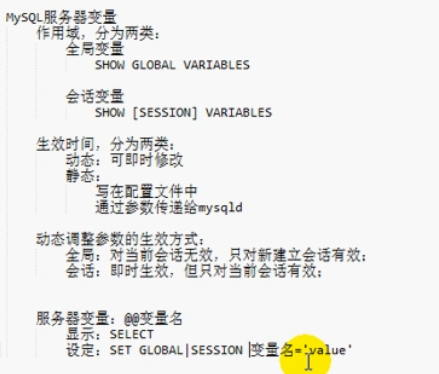 MySQL服务器变量
作用域，分为两类：
全局变量
SHOW GLOBAL VARIABLES
会话变量
SHOW [SESSION] VARIABLES
生效时间，分为两类：
动态：可即时修改
静态：
写在配置文件中
通过参数传递给mysqld
动态调整参数的生效方式：
全局：对当前会话无效，只对新建立会话有效；
会话：即时生效，但只对当前会话有效；
服务器变量：@@变量名
显示：SELECT
设定：SET GLOBAL|SESSION 变量名='value'